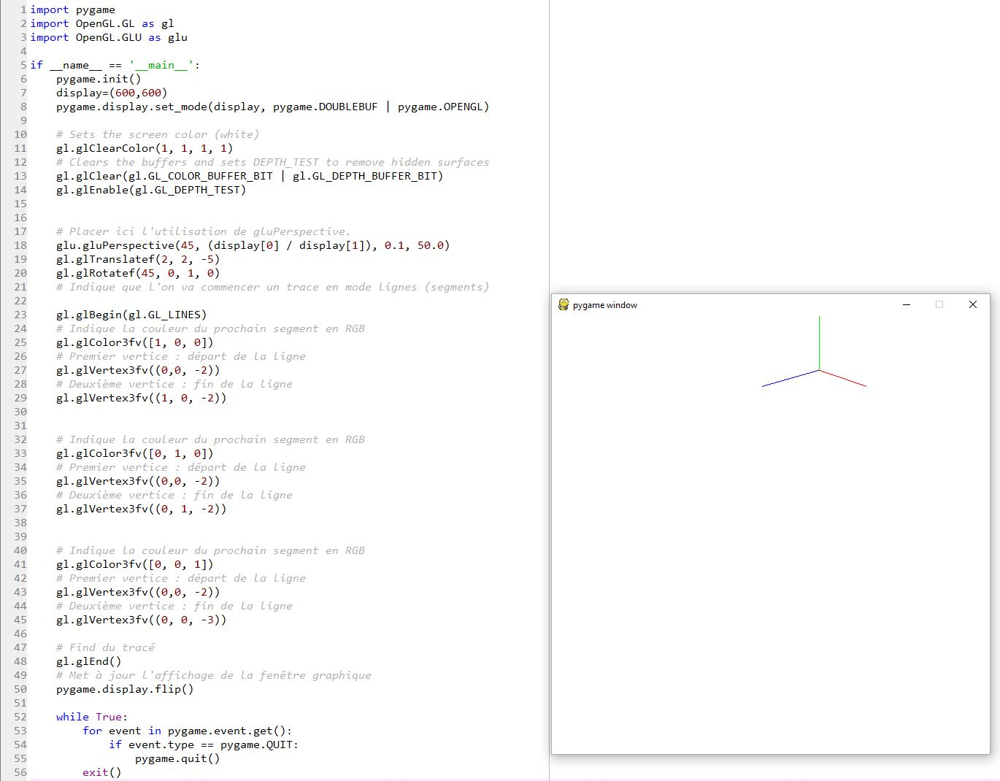 1 import pygame
2 import OpenGL.GL as gl
3 import OpenGL.GLU as glu
4
5 if __name__ == '__main__':
6     pygame.init()
7     display=(600,600)
8     pygame.display.set_mode(display, pygame.DOUBLEBUF | pygame.OPENGL)
9
10     # Sets the screen color (white)
11     gl.glClearColor(1, 1, 1, 1)
12     # Clears the buffers and sets DEPTH_TEST to remove hidden surfaces
13     gl.glClear(gl.GL_COLOR_BUFFER_BIT | gl.GL_DEPTH_BUFFER_BIT)
14     gl.glEnable(gl.GL_DEPTH_TEST)
15
16
17     # Placer ici l'utilisation de gluPerspective.
18     glu.gluPerspective(45, (display[0] / display[1]), 0.1, 50.0)
19     gl.glTranslatef(2, 2, -5)
20     gl.glRotatef(45, 0, 1, 0)
21     # Indique que l'on va commencer un trace en mode lignes (segments)
22
23     gl.glBegin(gl.GL_LINES)
24     # Indique la couleur du prochain segment en RGB
25     gl.glColor3fv([1, 0, 0])
26     # Premier vertice : départ de la ligne
27     gl.glVertex3fv((0,0, -2))
28     # Deuxième vertice : fin de la ligne
29     gl.glVertex3fv((1, 0, -2))
30
31
32     # Indique la couleur du prochain segment en RGB
33     gl.glColor3fv([0, 1, 0])
34     # Premier vertice : départ de la ligne
35     gl.glVertex3fv((0,0, -2))
36     # Deuxième vertice : fin de la ligne
37     gl.glVertex3fv((0, 1, -2))
38
39
40     # Indique la couleur du prochain segment en RGB
41     gl.glColor3fv([0, 0, 1])
42     # Premier vertice : départ de la ligne
43     gl.glVertex3fv((0,0, -2))
44     # Deuxième vertice : fin de la ligne
45     gl.glVertex3fv((0, 0, -3))
46
47     # Find du tracé
48     gl.glEnd()
49     # Met à jour l'affichage de la fenêtre graphique
50     pygame.display.flip()
51
52     while True:
53         for event in pygame.event.get():
54             if event.type == pygame.QUIT:
55                 pygame.quit()
56         exit()
pygame window